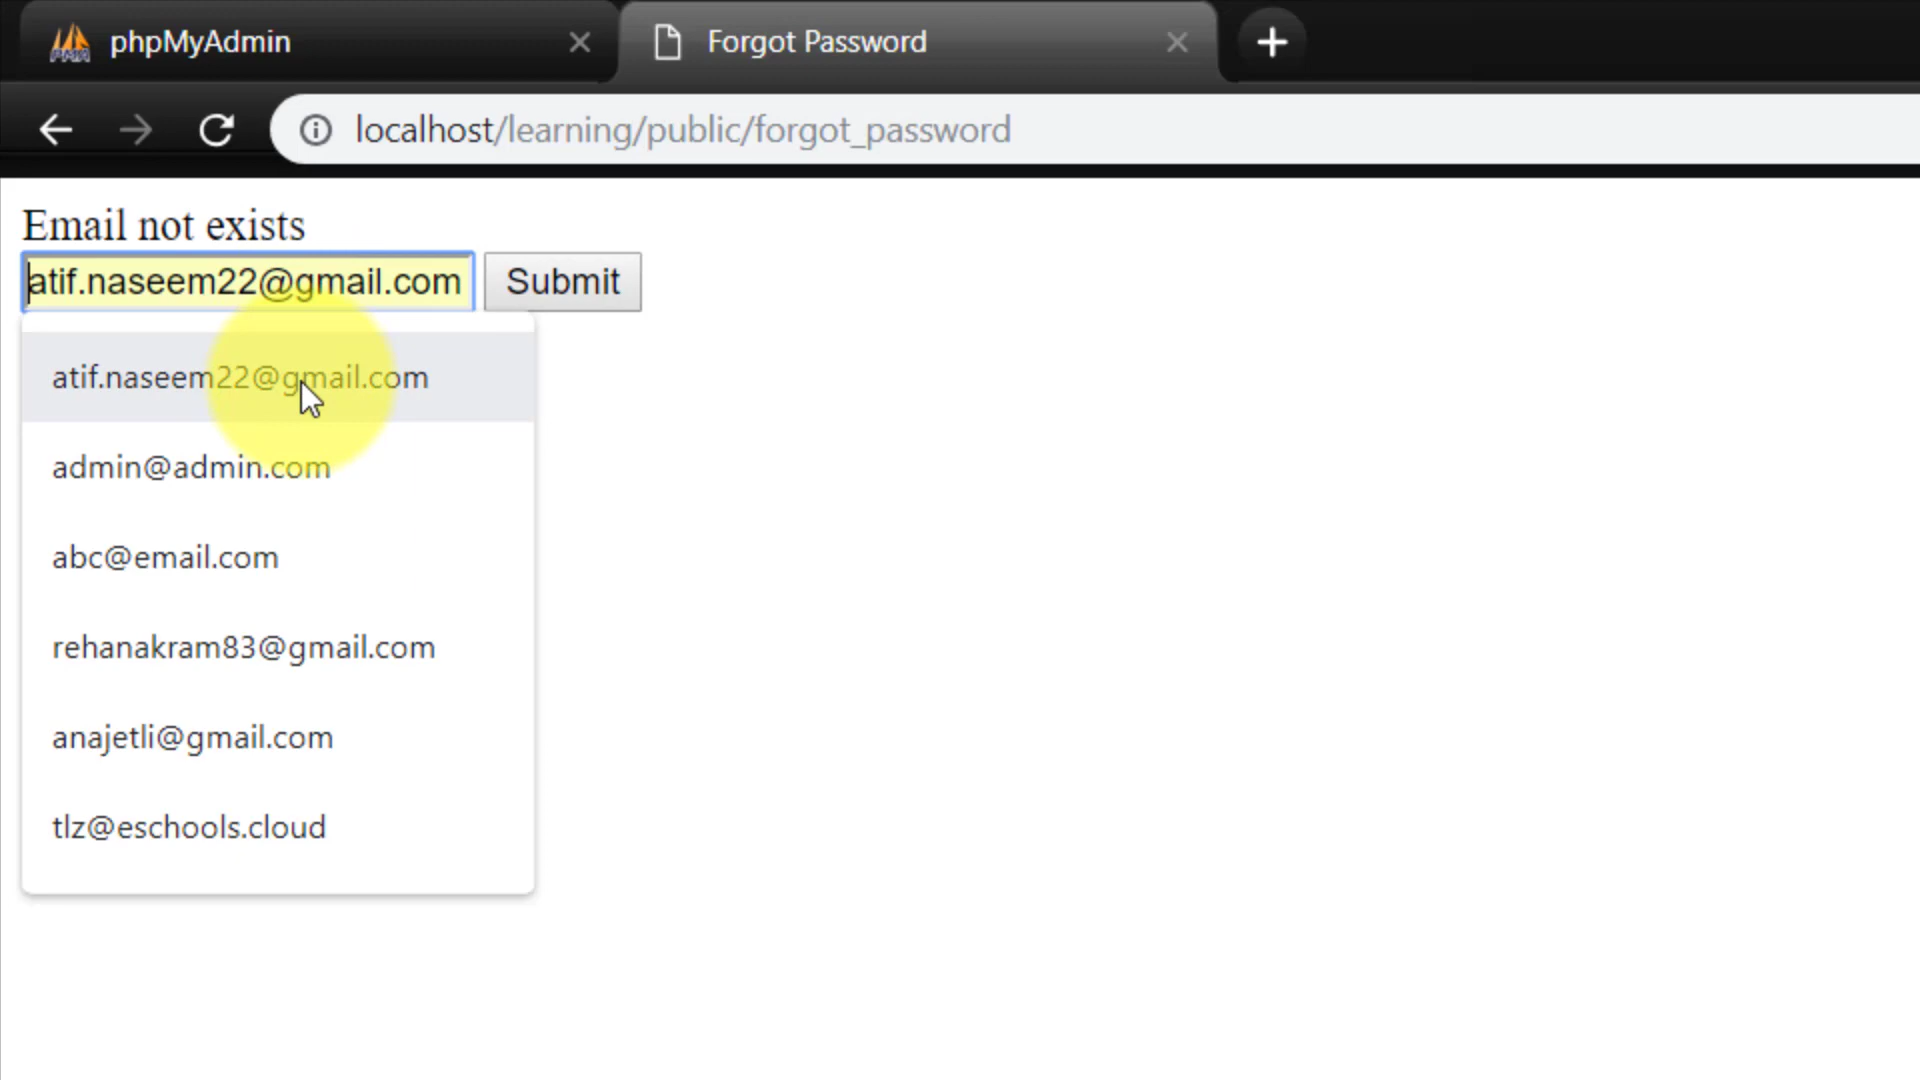 phpMyAdmin
Forgot Password
localhost/learning/public/forgot_password
Email not exists
atif.naseem22@gmail.com Submit
atif.naseem22@gmail.com
admin@admin.com
abc@email.com
rehanakram83@gmail.com
anajetli@gmail.com
tlz@eschools.cloud